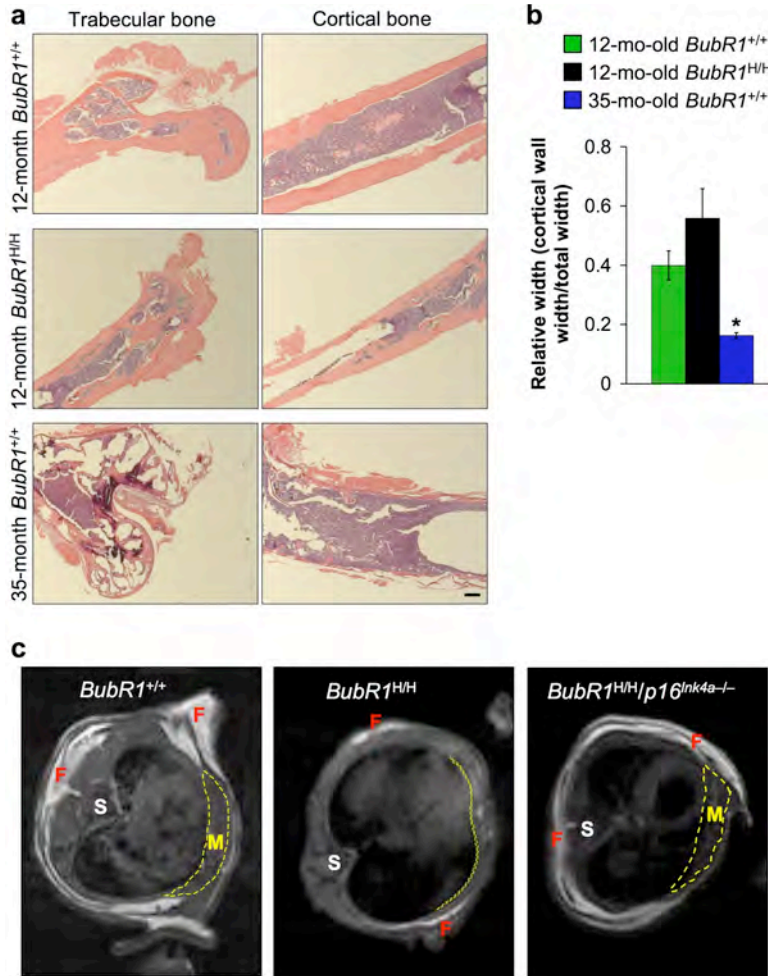 a
Trabecular bone
Cortical bone
12-month BubR1+/+
12-month BubR1H/H
35-month BubR1+/+
b
12-mo-old BubR1+/+
12-mo-old BubR1H/H
35-mo-old BubR1+/+
Relative width (cortical wall
width/total width)
0.8
0.6
0.4
0.2
0
*
c
BubR1+/+
F
F
S
M
BubR1H/H
F
S
F
BubR1H/H/p16Ink4a–/–
F
M
F
S